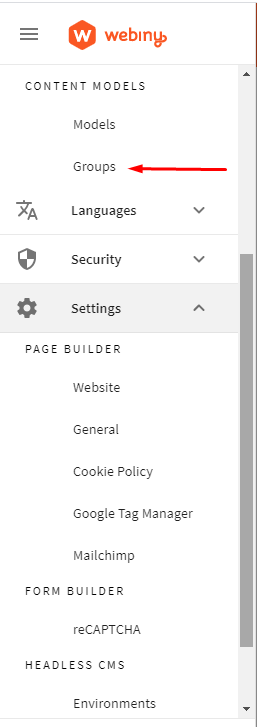 webiny
CONTENT MODELS
Models
Groups
Languages
Security
Settings
PAGE BUILDER
Website
General
Cookie Policy
Google Tag Manager
Mailchimp
FORM BUILDER
reCAPTCHA
HEADLESS CMS
Environments